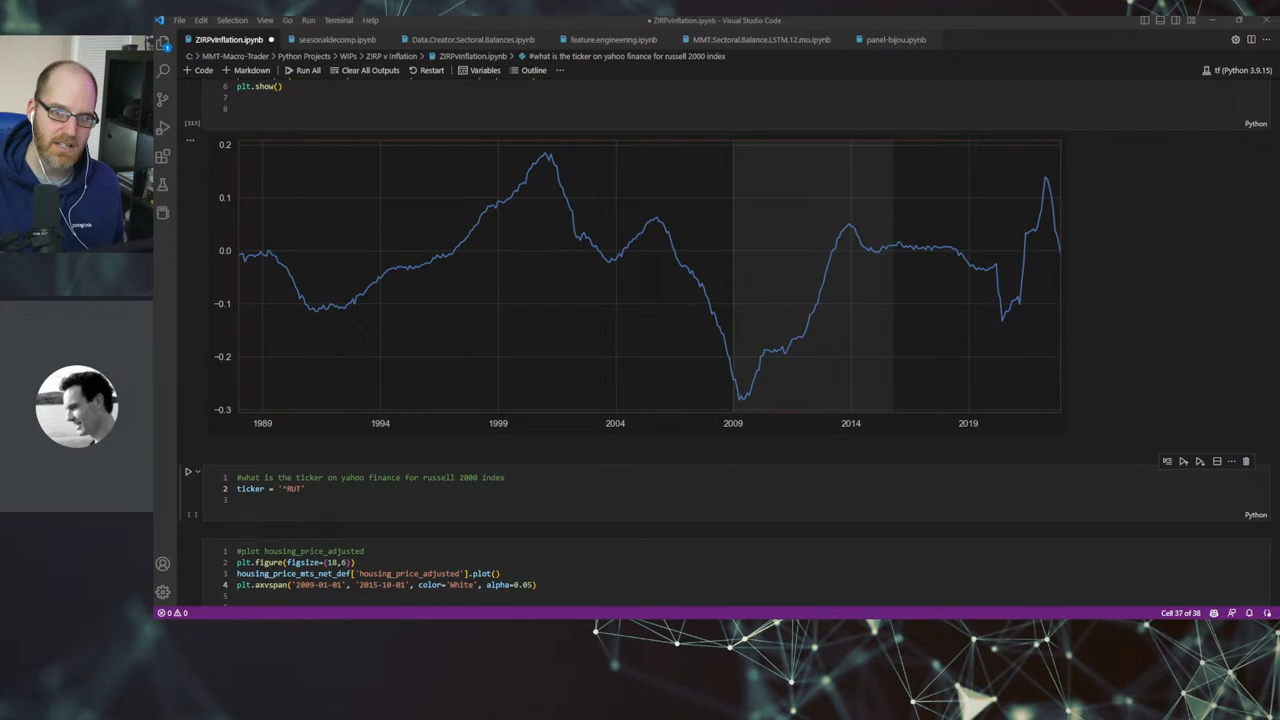 File Edit Selection View Go Run Terminal Help
● ZIRPvInflation.ipynb - Visual Studio Code
ZIRPvInflation.ipynb ● seasonaldecomp.ipynb Data.Creator.Sectoral.Balances.ipynb feature.engineering.ipynb MMT.Sectoral.Balance.LSTM.12.mo.ipynb panel-bijou.ipynb
C: > MMT-Macro-Trader > Python Projects > WIPs > ZIRP v Inflation > ZIRPvInflation.ipynb > #what is the ticker on yahoo finance for russell 2000 index
+ Code + Markdown Run All Clear All Outputs Restart Variables Outline ··· tf (Python 3.9.15)
6 plt.show()
7
8
[113] Python
0.2
0.1
0.0
−0.1
−0.2
−0.3
1989 1994 1999 2004 2009 2014 2019
1 #what is the ticker on yahoo finance for russell 2000 index
2 ticker = '^RUT'
3
[ ] Python
1 #plot housing_price_adjusted
2 plt.figure(figsize=(18,6))
3 housing_price_mts_net_def['housing_price_adjusted'].plot()
4 plt.axvspan('2009-01-01', '2015-10-01', color='White', alpha=0.05)
5
0 0 Cell 37 of 38